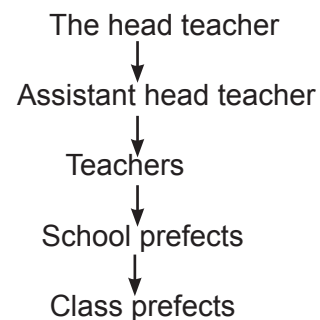 The head teacher
Assistant head teacher
Teachers
School prefects
Class prefects